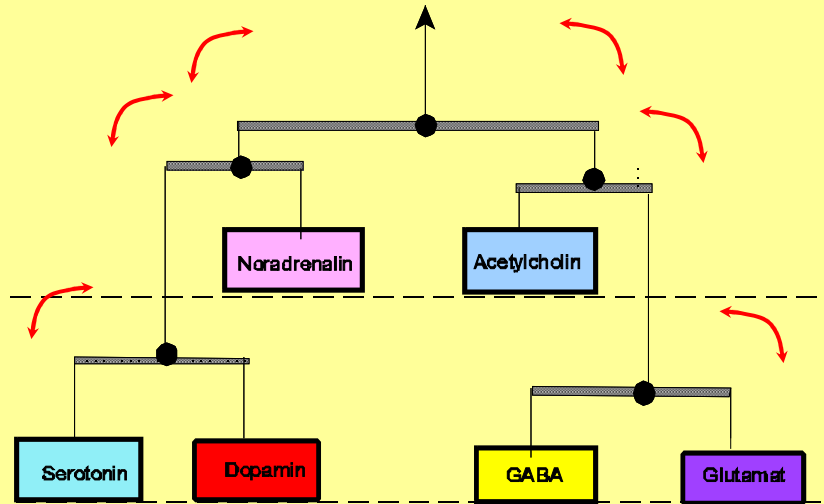 Noradrenalin
Acetylcholin
Serotonin
Dopamin
GABA
Glutamat